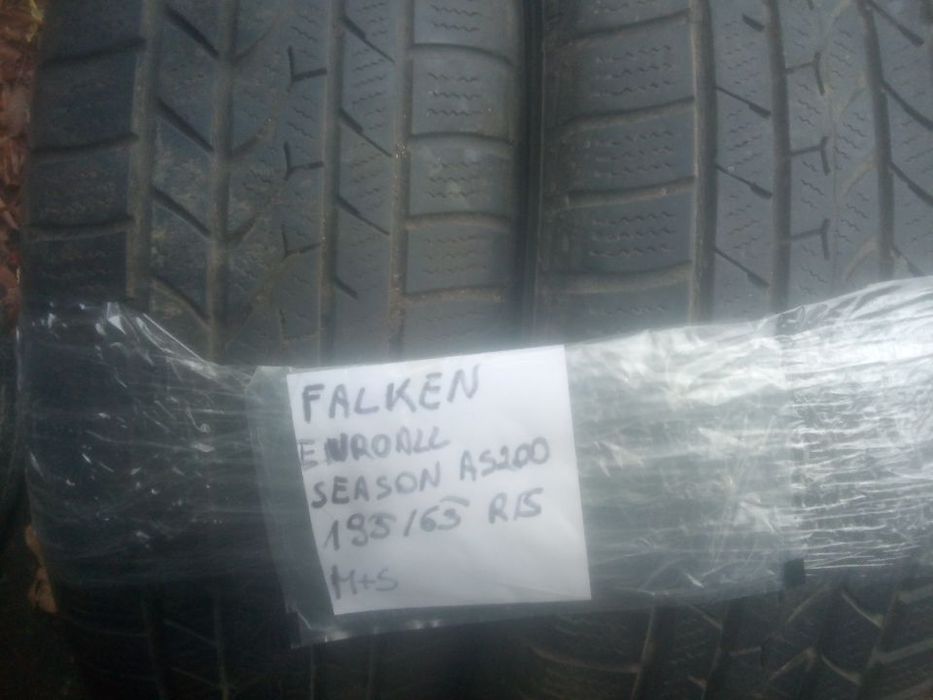 FALKEN
EUROALL
SEASON AS200
195/65 R15
M+S